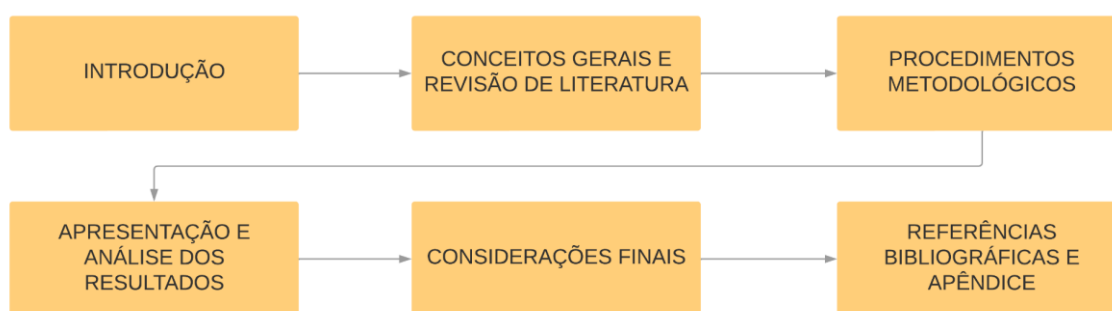 INTRODUÇÃO
CONCEITOS GERAIS E
REVISÃO DE LITERATURA
PROCEDIMENTOS
METODOLÓGICOS
APRESENTAÇÃO E
ANÁLISE DOS
RESULTADOS
CONSIDERAÇÕES FINAIS
REFERÊNCIAS
BIBLIOGRÁFICAS E
APÊNDICE